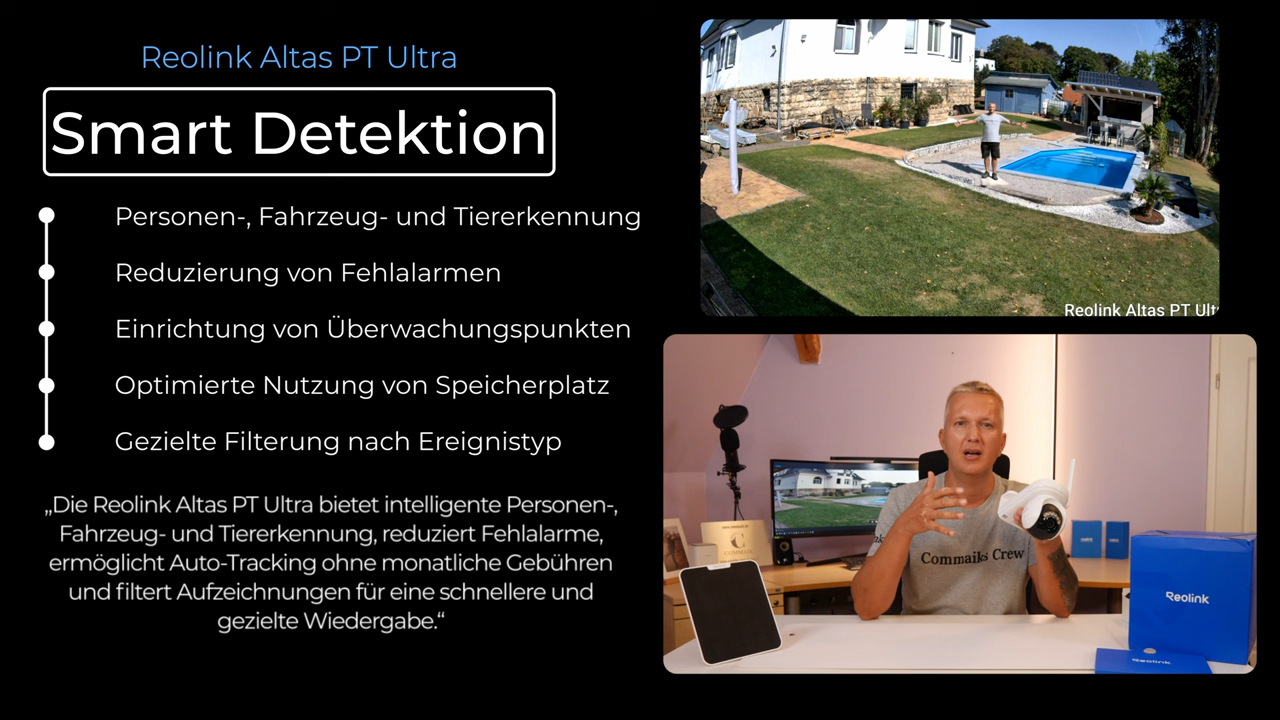 Reolink Altas PT Ultra
Smart Detektion
Personen-, Fahrzeug- und Tiererkennung
Reduzierung von Fehlalarmen
Einrichtung von Überwachungspunkten
Optimierte Nutzung von Speicherplatz
Gezielte Filterung nach Ereignistyp
„Die Reolink Altas PT Ultra bietet intelligente Personen-,
Fahrzeug- und Tiererkennung, reduziert Fehlalarme,
ermöglicht Auto-Tracking ohne monatliche Gebühren
und filtert Aufzeichnungen für eine schnellere und
gezielte Wiedergabe.“
Reolink Altas PT Ult
COMMAIK
Commaiks Crew
Reolink
Reolink